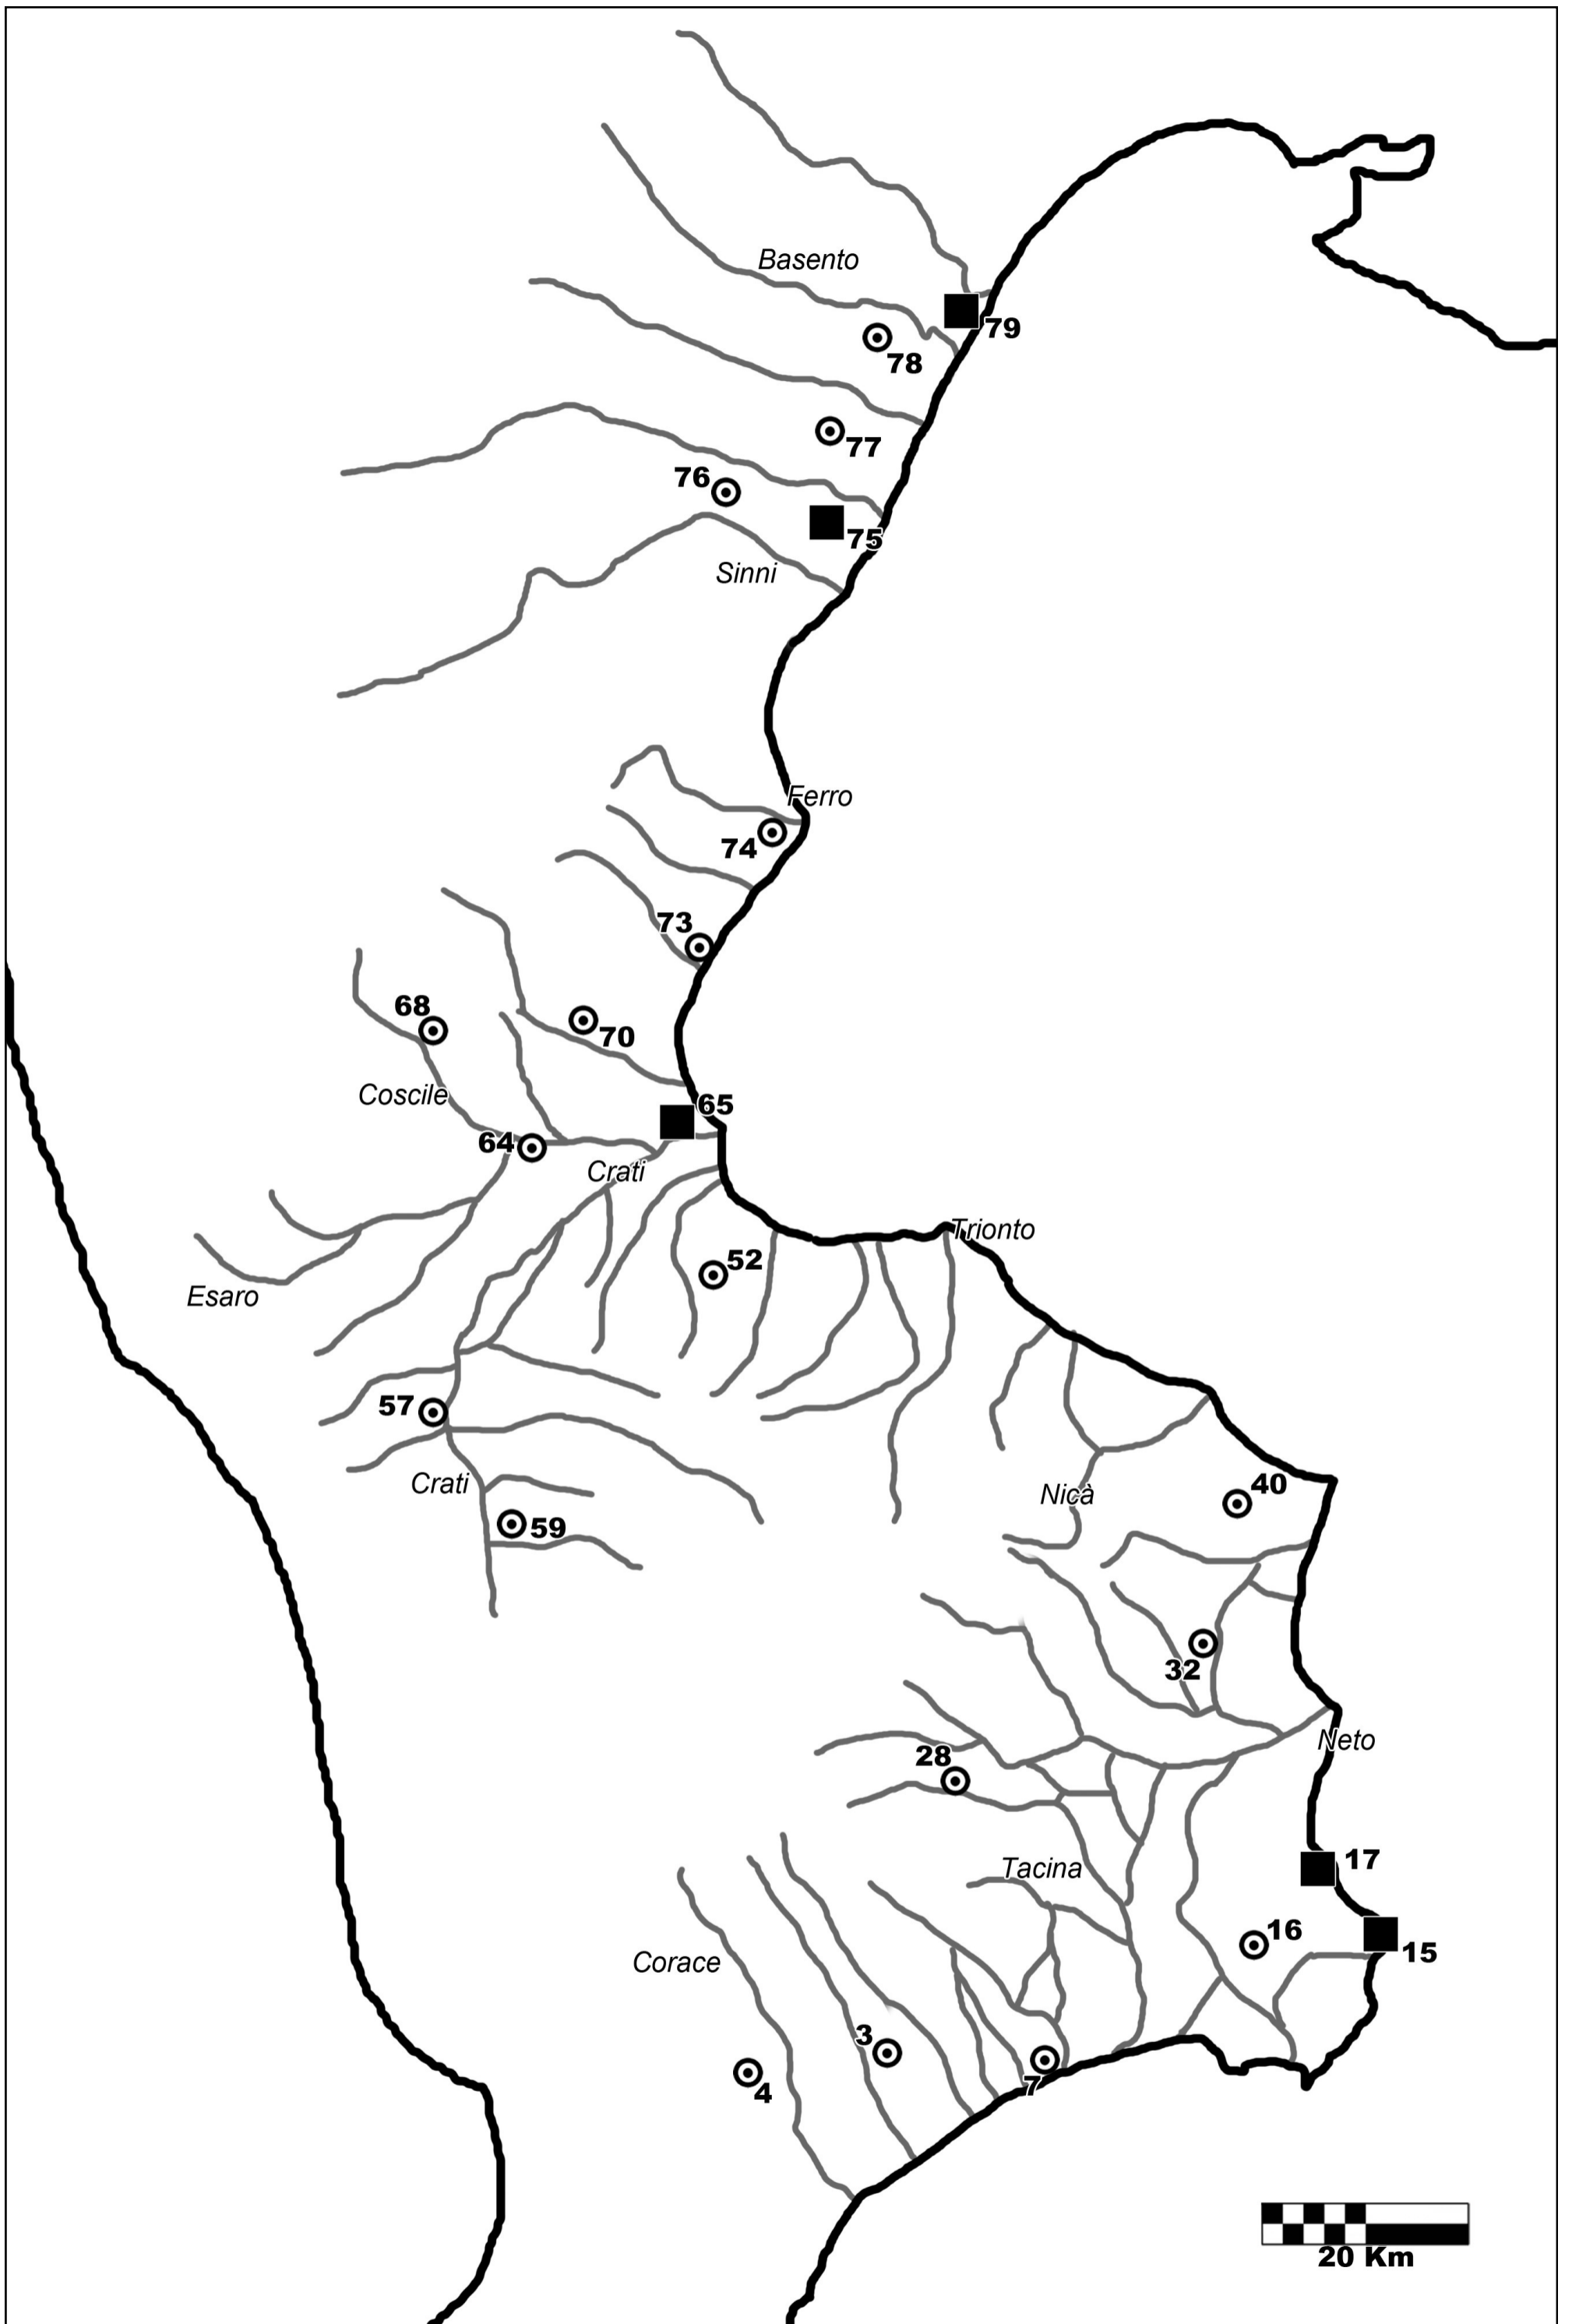 Basento
79
78
77
76
75
Sinni
Ferro
74
73
68
70
Coscile
65
64
Crati
Trionto
52
Esaro
57
Crati
Nicà
40
59
32
Neto
28
17
Tacina
16
15
Corace
3
7
4
20 Km